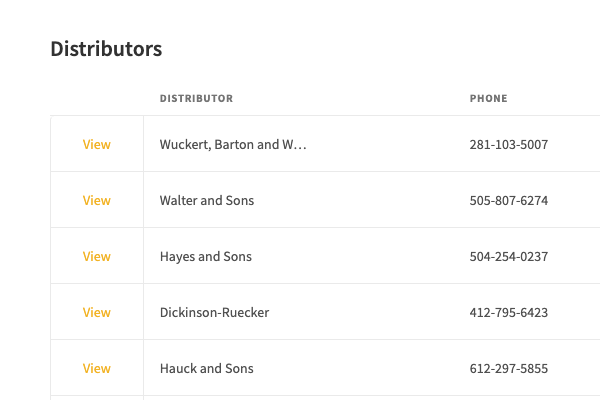 Distributors
DISTRIBUTOR PHONE
View Wuckert, Barton and W… 281-103-5007
View Walter and Sons 505-807-6274
View Hayes and Sons 504-254-0237
View Dickinson-Ruecker 412-795-6423
View Hauck and Sons 612-297-5855